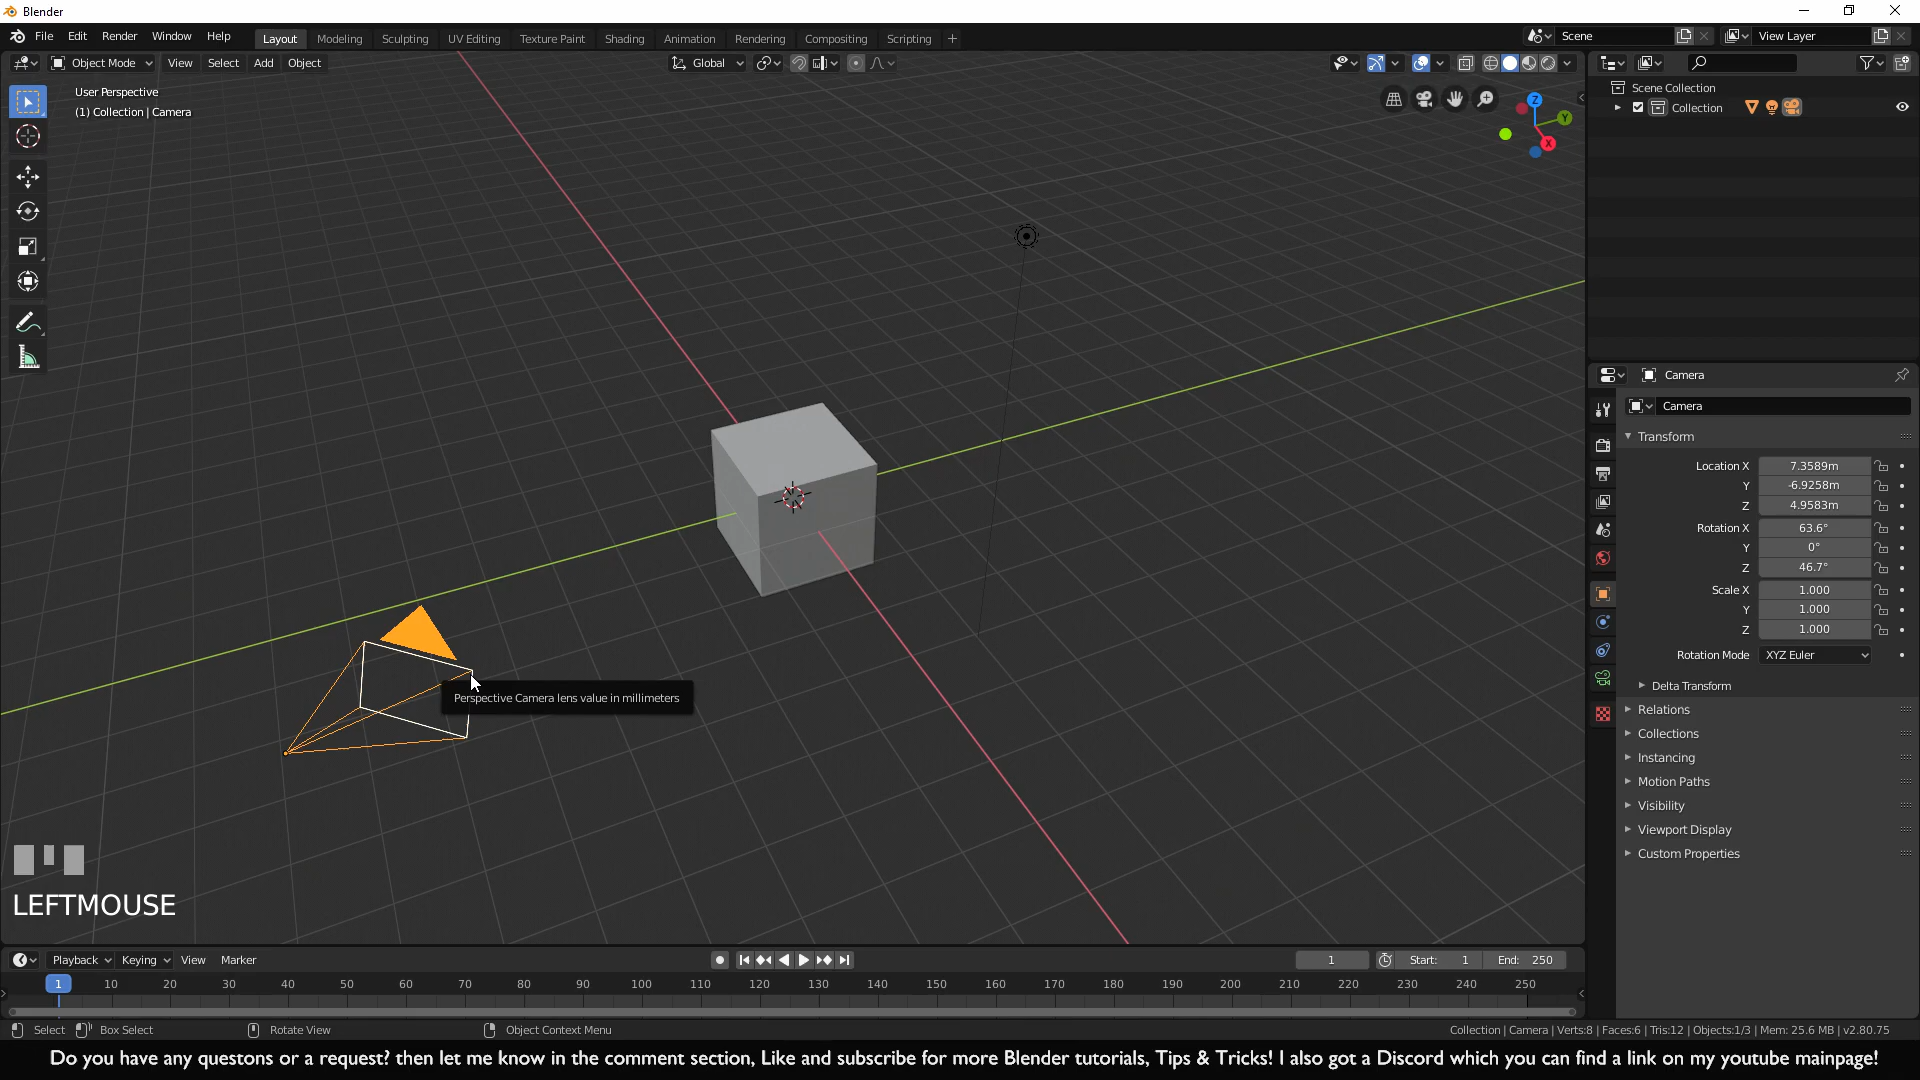 Blender
File Edit Render Window Help Layout Modeling Sculpting UV Editing Texture Paint Shading Animation Rendering Compositing Scripting + Scene View Layer
Object Mode View Select Add Object Global
User Perspective
(1) Collection | Camera
Z
Y
X
Scene Collection
Collection
Camera
Camera
Transform
Location X 7.3589m
Y -6.9258m
Z 4.9583m
Rotation X 63.6°
Y 0°
Z 46.7°
Scale X 1.000
Y 1.000
Z 1.000
Rotation Mode XYZ Euler
Delta Transform
Relations
Collections
Instancing
Motion Paths
Visibility
Viewport Display
Custom Properties
Perspective Camera lens value in millimeters
LEFTMOUSE
Playback Keying View Marker 1 Start: 1 End: 250
1 10 20 30 40 50 60 70 80 90 100 110 120 130 140 150 160 170 180 190 200 210 220 230 240 250
Select Box Select Rotate View Object Context Menu Collection | Camera | Verts:8 | Faces:6 | Tris:12 | Objects:1/3 | Mem: 25.6 MB | v2.80.75
Do you have any questons or a request? then let me know in the comment section, Like and subscribe for more Blender tutorials, Tips & Tricks! I also got a Discord which you can find a link on my youtube mainpage!